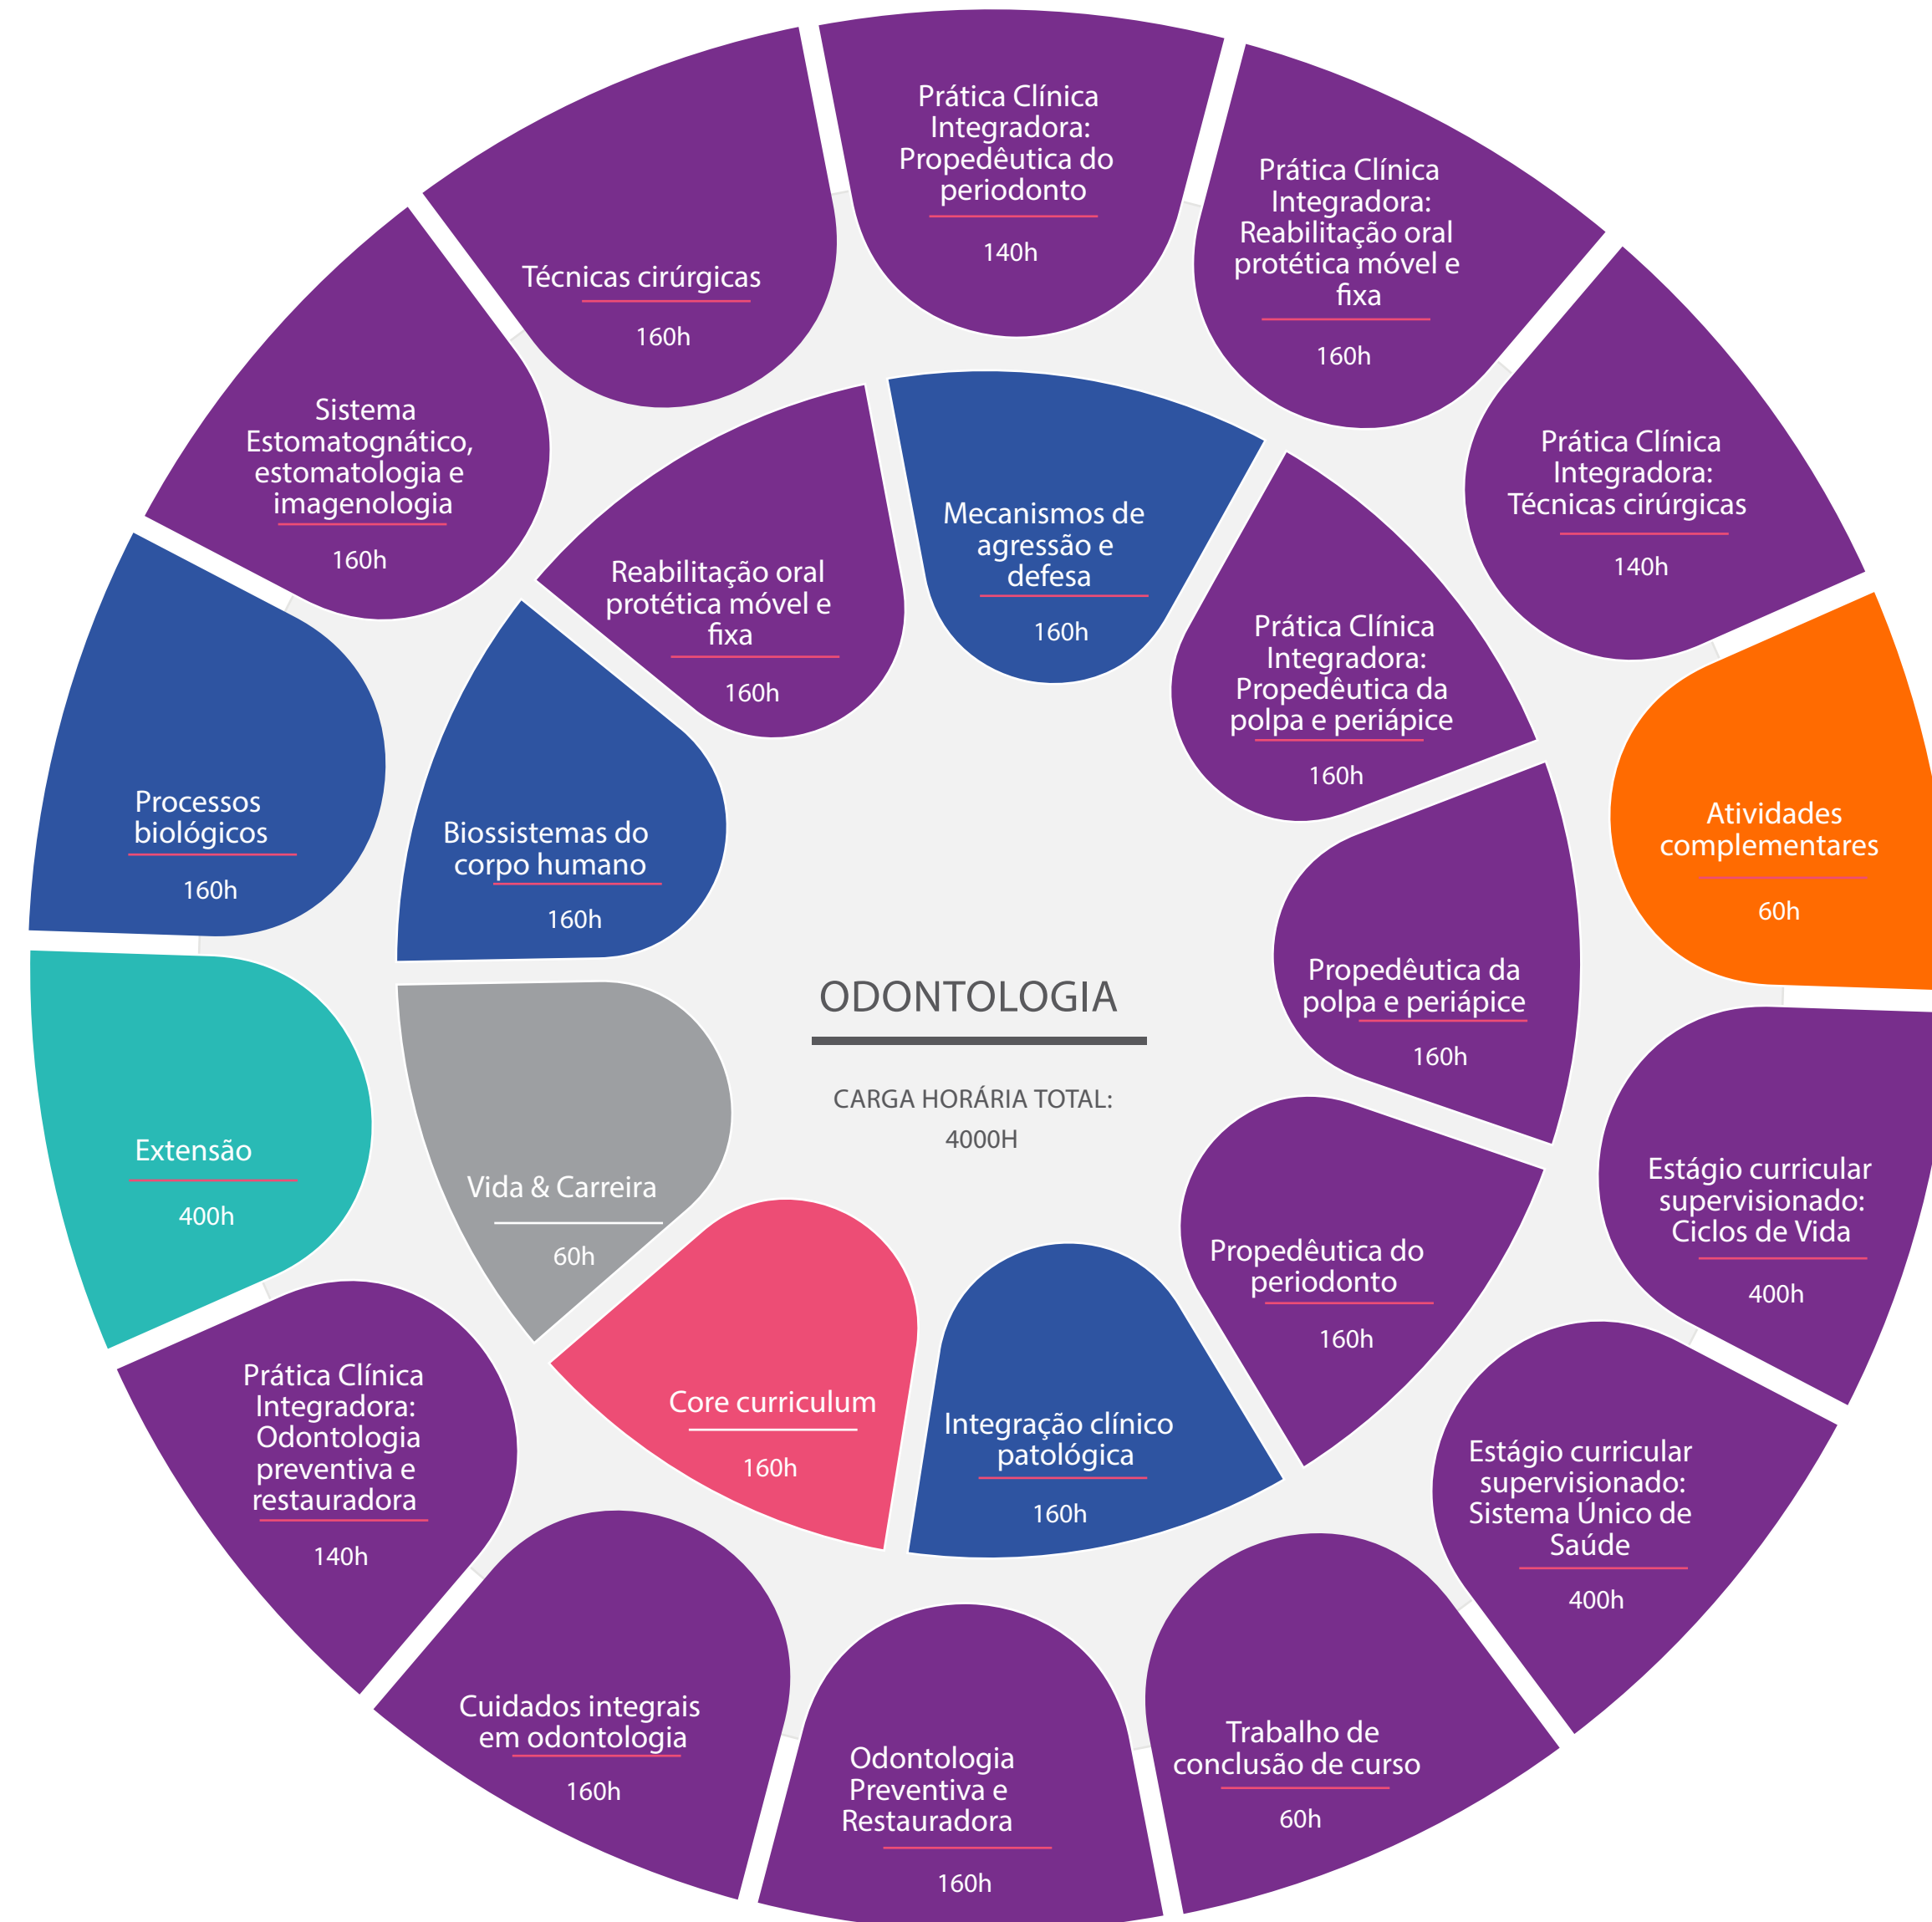 Prática Clínica
Integradora:
Propedêutica do
periodonto
140h
Prática Clínica
Integradora:
Reabilitação oral
protética móvel e
fixa
160h
Técnicas cirúrgicas
160h
Sistema
Estomatognático,
estomatologia e
imagenologia
160h
Prática Clínica
Integradora:
Técnicas cirúrgicas
140h
Mecanismos de
agressão e
defesa
160h
Reabilitação oral
protética móvel e
fixa
160h
Prática Clínica
Integradora:
Propedêutica da
polpa e periápice
160h
Processos
biológicos
160h
Biossistemas do
corpo humano
160h
Atividades
complementares
60h
Propedêutica da
polpa e periápice
160h
ODONTOLOGIA
CARGA HORÁRIA TOTAL:
4000H
Extensão
400h
Vida & Carreira
60h
Estágio curricular
supervisionado:
Ciclos de Vida
400h
Propedêutica do
periodonto
160h
Core curriculum
160h
Integração clínico
patológica
160h
Prática Clínica
Integradora:
Odontologia
preventiva e
restauradora
140h
Estágio curricular
supervisionado:
Sistema Único de
Saúde
400h
Cuidados integrais
em odontologia
160h
Odontologia
Preventiva e
Restauradora
160h
Trabalho de
conclusão de curso
60h